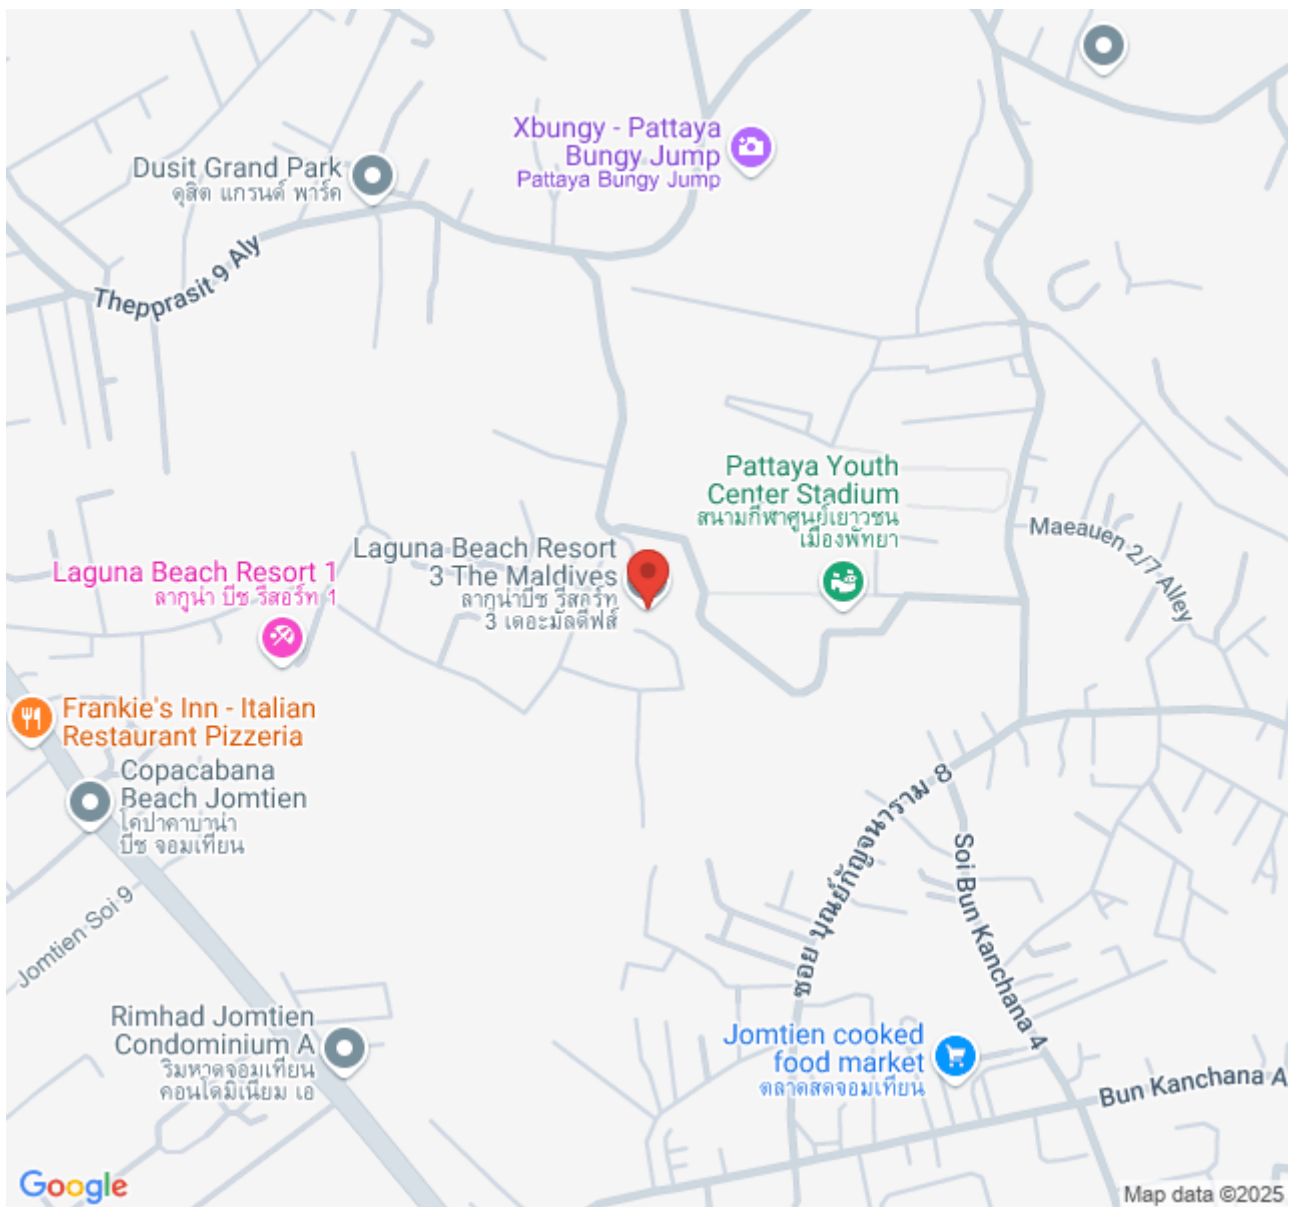 Xbungy - Pattaya
Bungy Jump
Pattaya Bungy Jump
Dusit Grand Park
ดุสิต แกรนด์ พาร์ค
Thepprasit 9 Aly
Pattaya Youth
Center Stadium
สนามกีฬาศูนย์เยาวชน
เมืองพัทยา
Maeauen 2/7 Alley
Laguna Beach Resort
3 The Maldives
ลากูน่าบีช รีสอร์ท
3 เดอะมัลดีฟส์
Laguna Beach Resort 1
ลากูน่า บีช รีสอร์ท 1
Frankie's Inn - Italian
Restaurant Pizzeria
Copacabana
Beach Jomtien
โคปาคาบาน่า
บีช จอมเทียน
ซอย บุณย์กัญจนาราม 8
Soi Bun Kanchana 4
Jomtien Soi 9
Rimhad Jomtien
Condominium A
ริมหาดจอมเทียน
คอนโดมิเนียม เอ
Jomtien cooked
food market
ตลาดสดจอมเทียน
Bun Kanchana A
Google
Map data ©2025